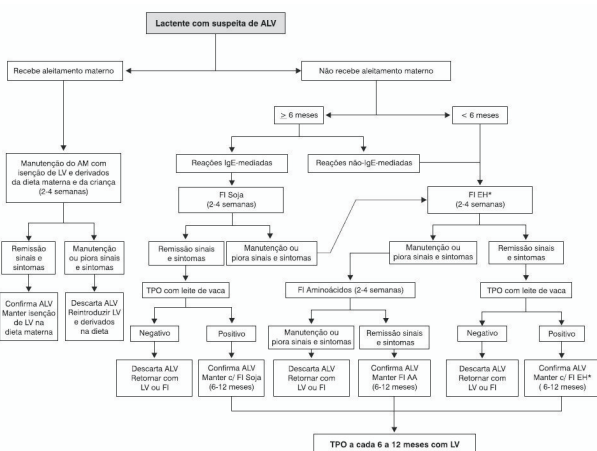 Lactente com suspeita de ALV
Recebe aleitamento materno
Não recebe aleitamento materno
≥ 6 meses
< 6 meses
Manutenção do AM com
isenção de LV e derivados
da dieta materna e da criança
(2-4 semanas)
Reações IgE-mediadas
Reações não-IgE-mediadas
FI Soja
(2-4 semanas)
FI EH*
(2-4 semanas)
Remissão
sinais e
sintomas
Manutenção
ou piora sinais
e sintomas
Remissão sinais
e sintomas
Manutenção ou
piora sinais e sintomas
Manutenção ou
piora sinais e sintomas
Remissão sinais
e sintomas
Confirma ALV
Manter isenção
de LV na
dieta materna
Descarta ALV
Reintroduzir LV
e derivados
na dieta
TPO com leite de vaca
FI Aminoácidos (2-4 semanas)
TPO com leite de vaca
Negativo
Positivo
Manutenção ou
piora sinais e sintomas
Remissão sinais
e sintomas
Negativo
Positivo
Descarta ALV
Retornar com
LV ou FI
Confirma ALV
Manter c/ FI Soja
(6-12 meses)
Descarta ALV
Retornar com
LV ou FI
Confirma ALV
Manter FI AA
(6-12 meses)
Descarta ALV
Retornar com
LV ou FI
Confirma ALV
Manter c/ FI EH*
( 6-12 meses)
TPO a cada 6 a 12 meses com LV